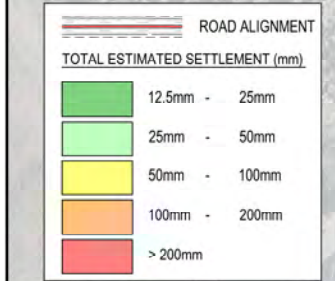 ROAD ALIGNMENT
TOTAL ESTIMATED SETTLEMENT (mm)
12.5mm - 25mm
25mm - 50mm
50mm - 100mm
100mm - 200mm
> 200mm